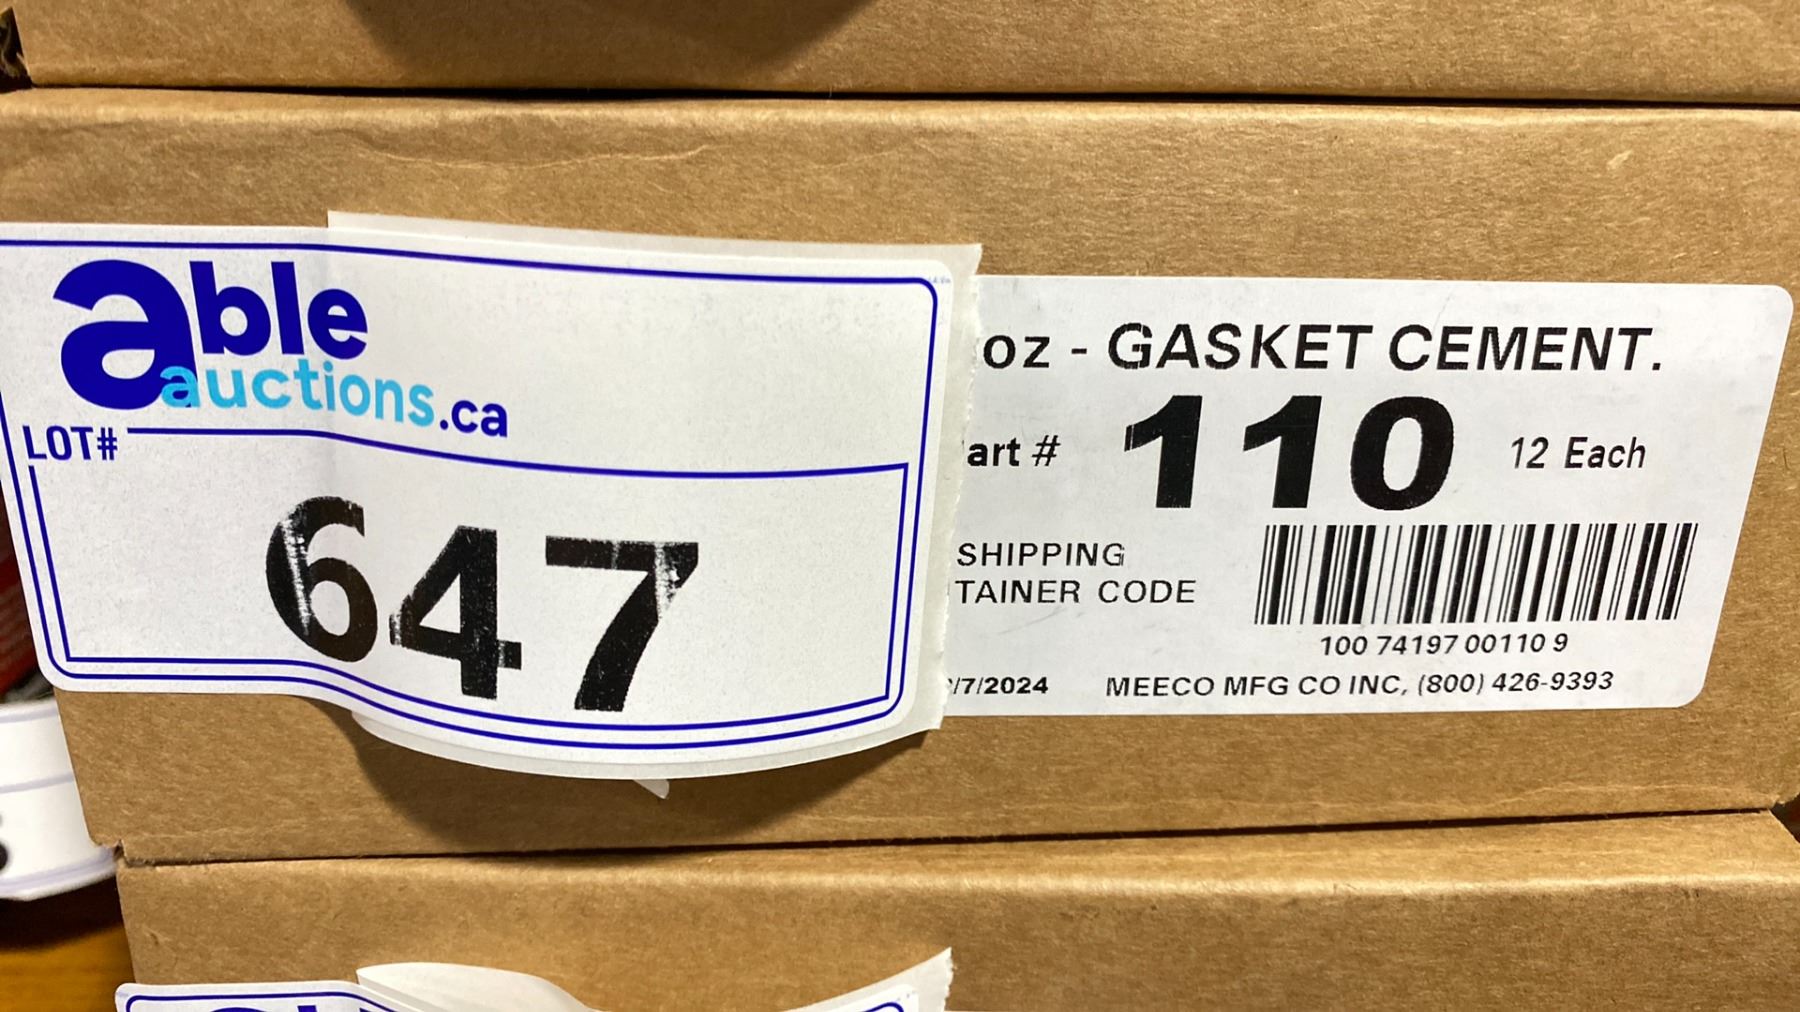 able
auctions.ca
LOT#
647
oz - GASKET CEMENT.
art # 110 12 Each
SHIPPING
TAINER CODE
100 74197 00110 9
/7/2024 MEECO MFG CO INC, (800) 426-9393